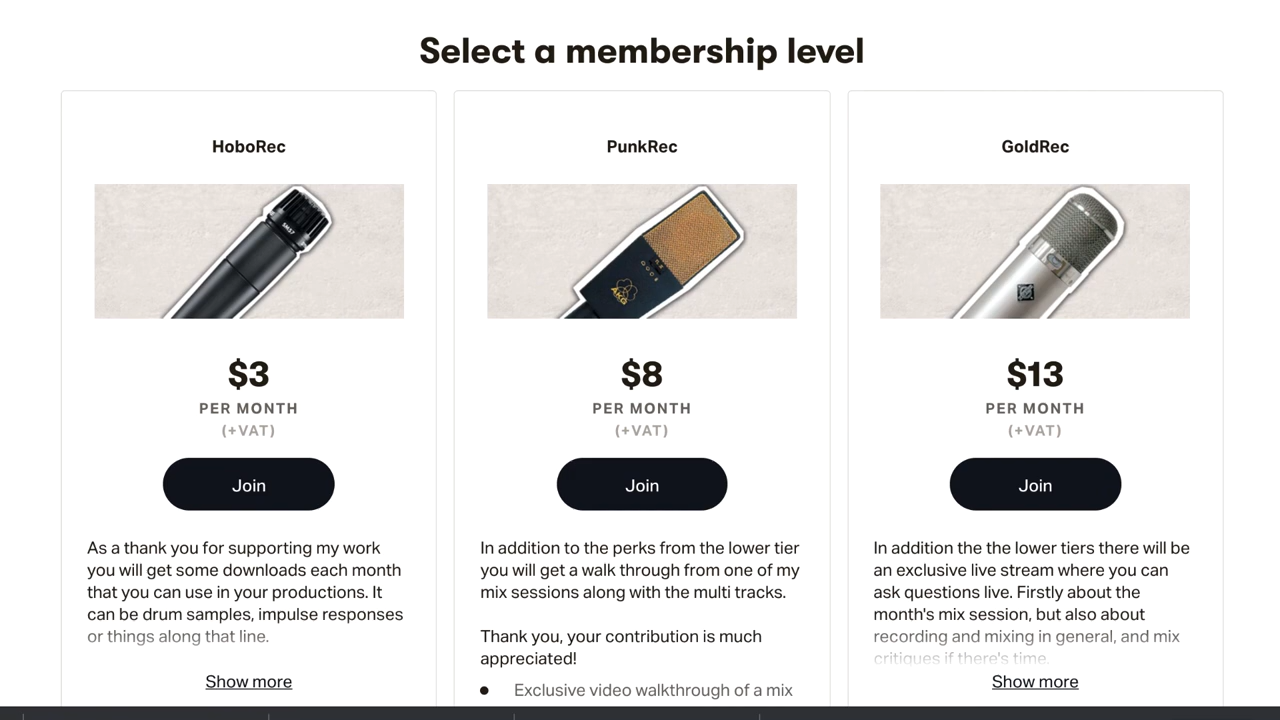 Select a membership level
HoboRec
SM57
$3
PER MONTH
(+VAT)
Join
As a thank you for supporting my work
you will get some downloads each month
that you can use in your productions. It
can be drum samples, impulse responses
or things along that line.
Show more
PunkRec
AKG
$8
PER MONTH
(+VAT)
Join
In addition to the perks from the lower tier
you will get a walk through from one of my
mix sessions along with the multi tracks.
Thank you, your contribution is much
appreciated!
Exclusive video walkthrough of a mix
GoldRec
$13
PER MONTH
(+VAT)
Join
In addition the the lower tiers there will be
an exclusive live stream where you can
ask questions live. Firstly about the
month's mix session, but also about
recording and mixing in general, and mix
critiques if there's time.
Show more